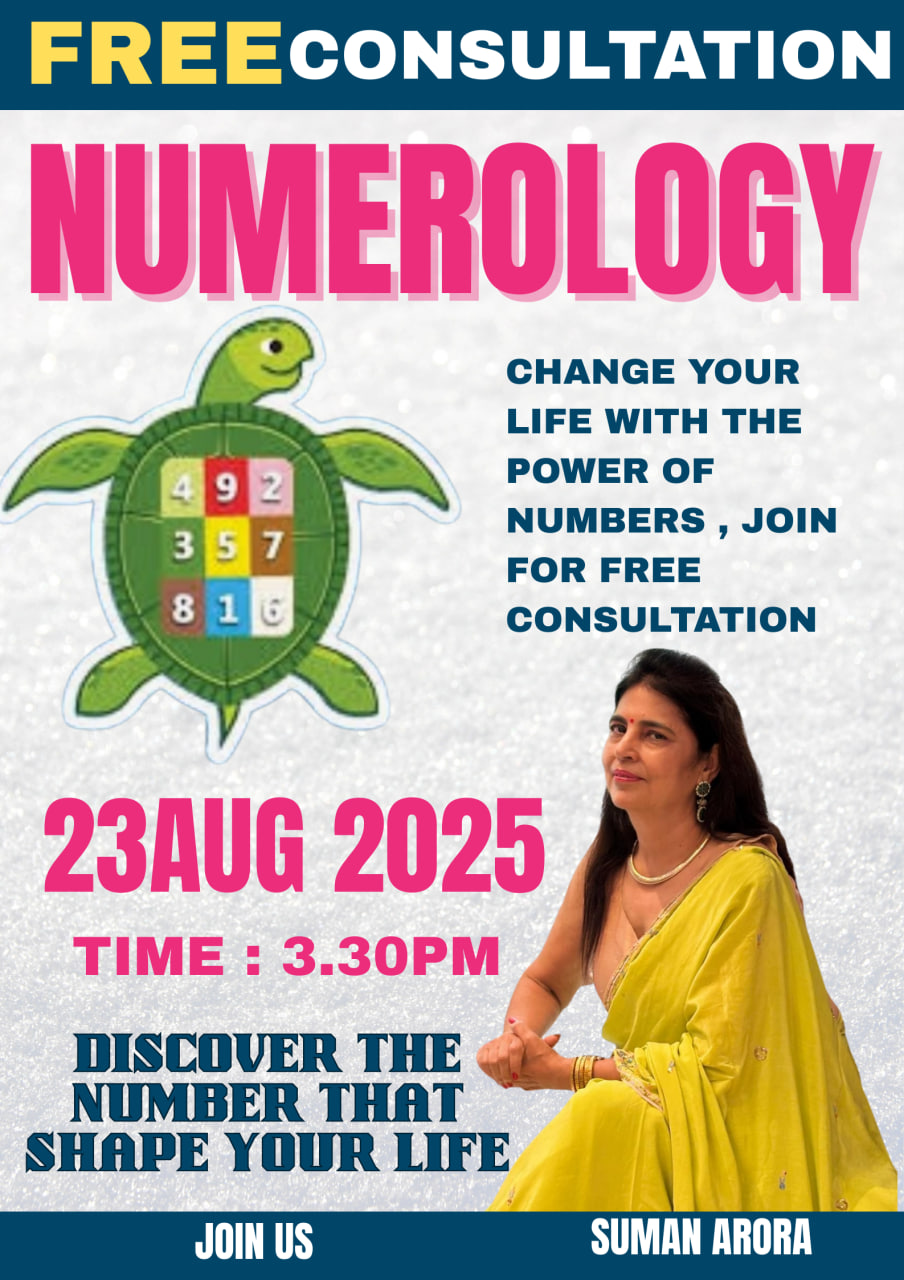 FREE CONSULTATION
NUMEROLOGY
CHANGE YOUR
LIFE WITH THE
POWER OF
NUMBERS , JOIN
FOR FREE
CONSULTATION
4 9 2
3 5 7
8 1 6
23AUG 2025
TIME : 3.30PM
DISCOVER THE
NUMBER THAT
SHAPE YOUR LIFE
JOIN US
SUMAN ARORA